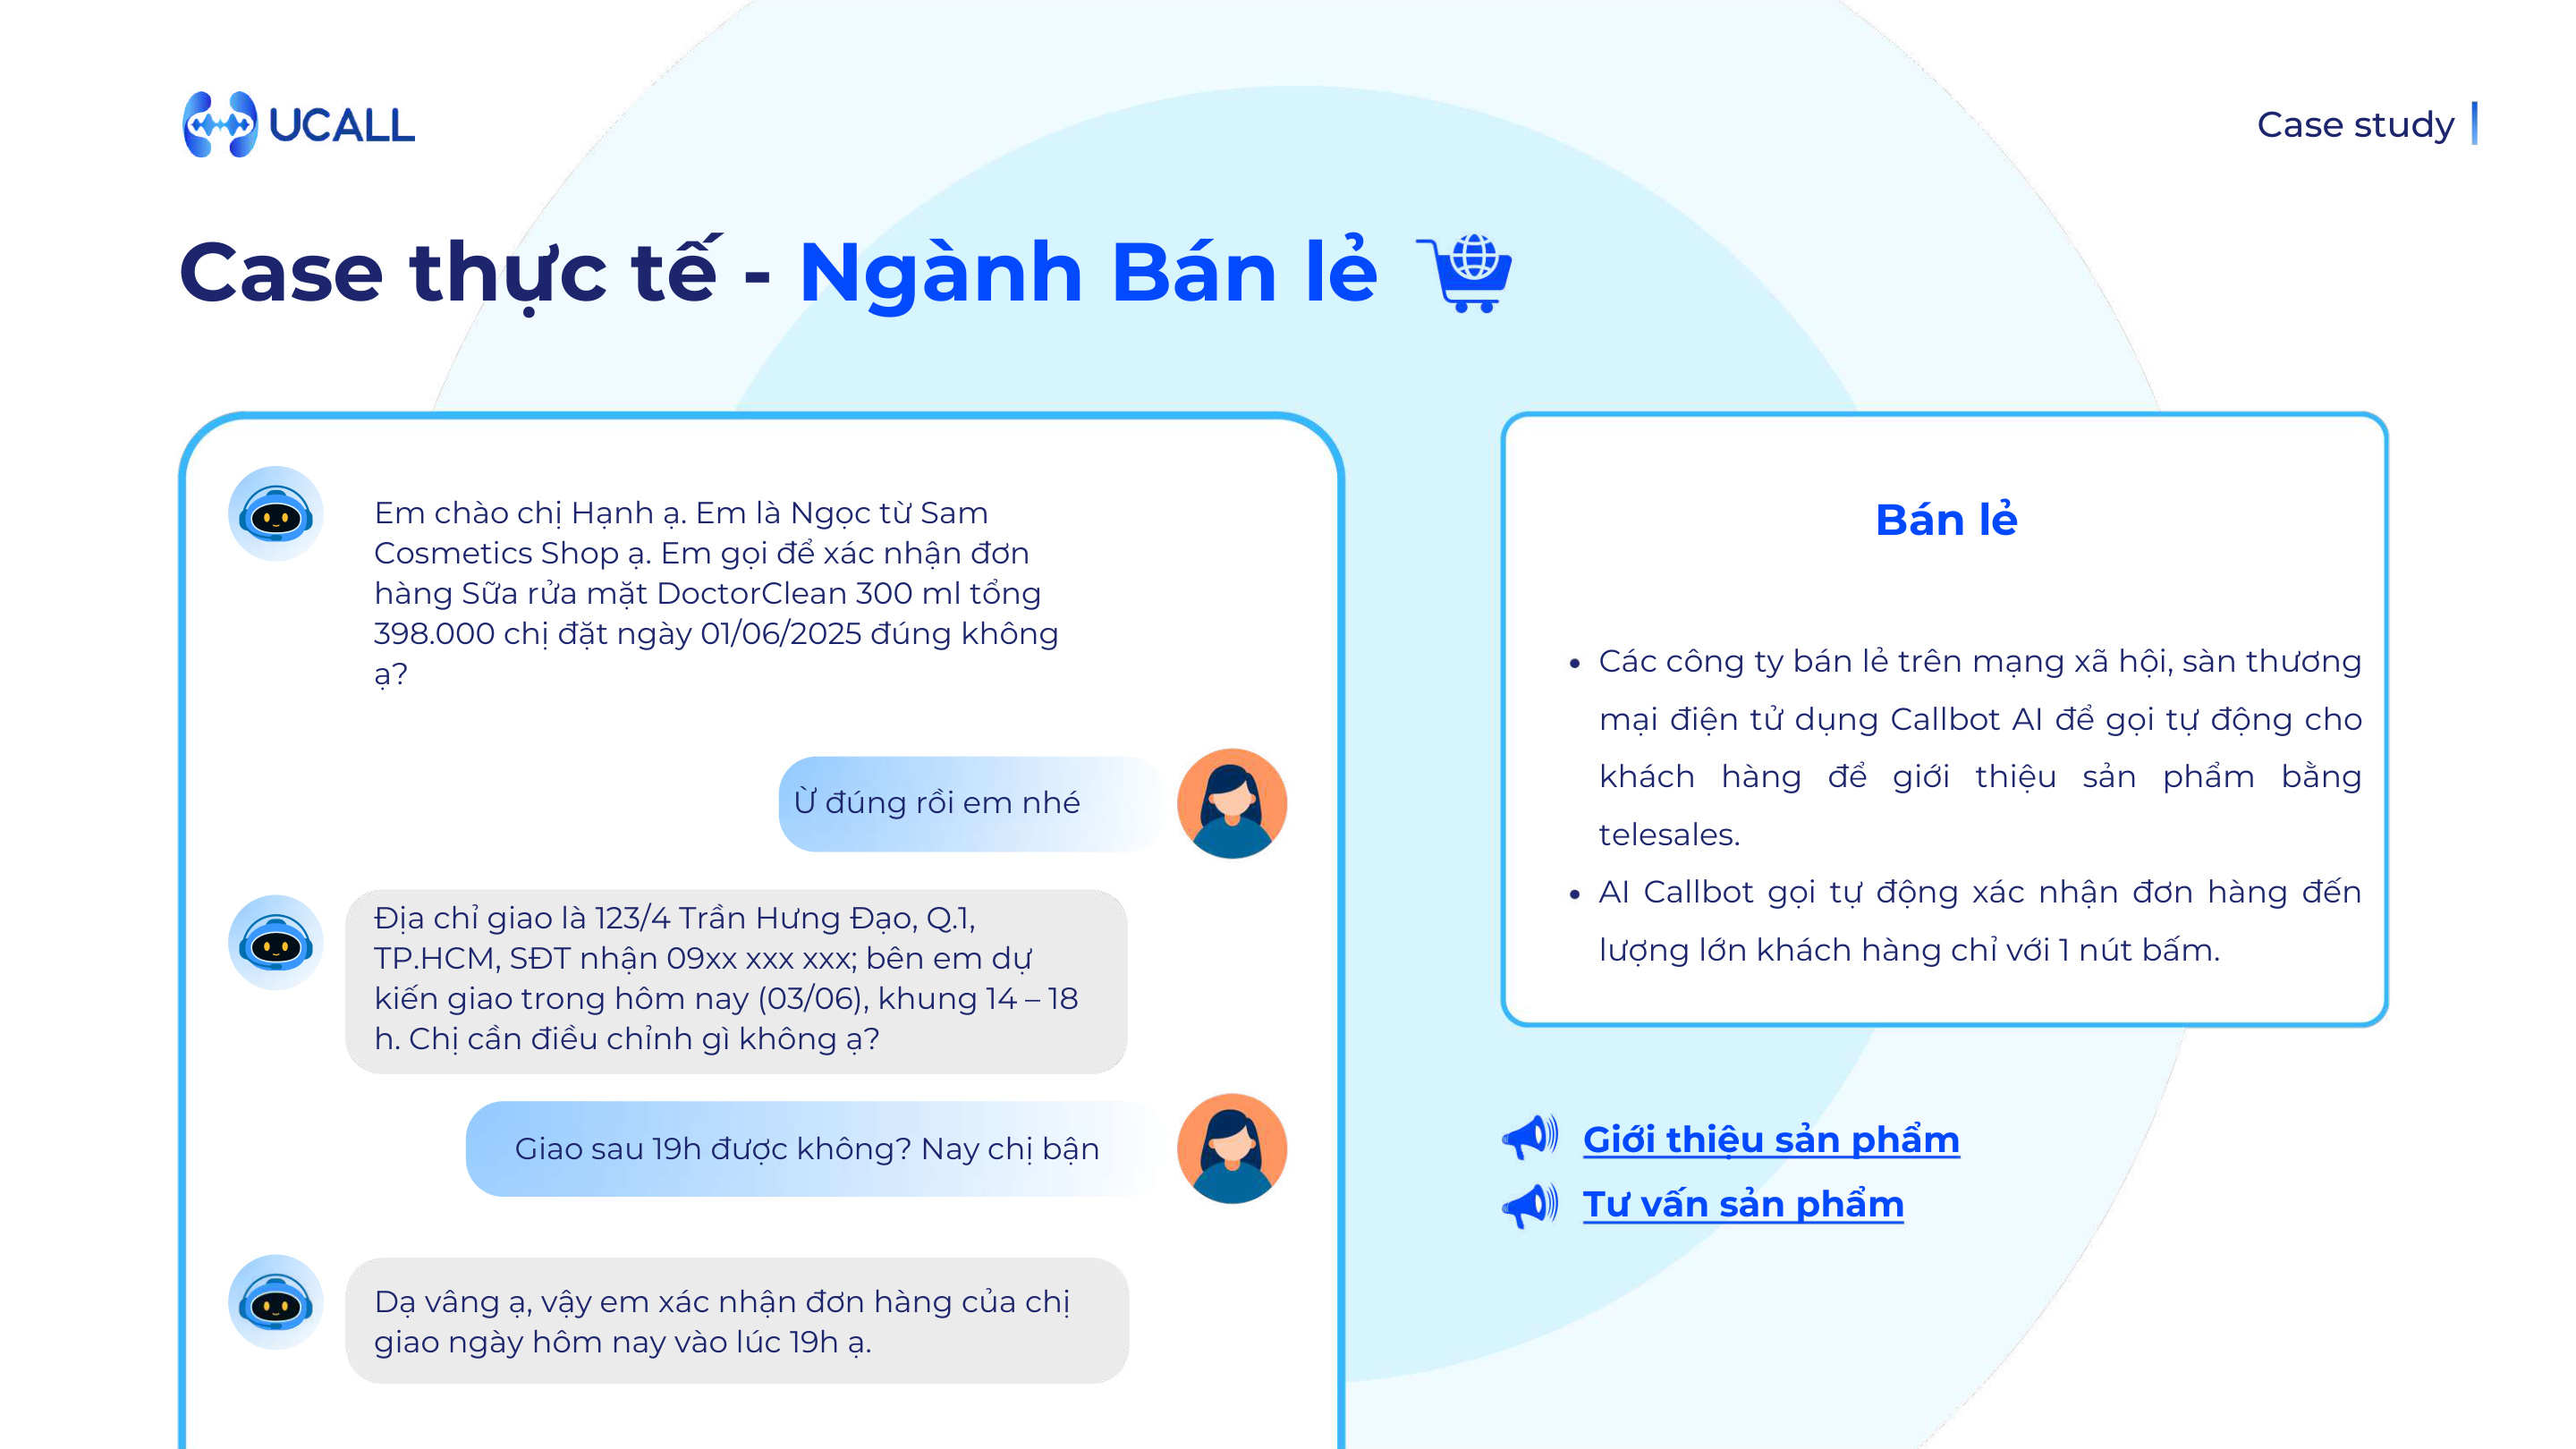 UCALL
Case study
Case thực tế - Ngành Bán lẻ
Em chào chị Hạnh ạ. Em là Ngọc từ Sam
Cosmetics Shop ạ. Em gọi để xác nhận đơn
hàng Sữa rửa mặt DoctorClean 300 ml tổng
398.000 chị đặt ngày 01/06/2025 đúng không
ạ?
Ừ đúng rồi em nhé
Địa chỉ giao là 123/4 Trần Hưng Đạo, Q.1,
TP.HCM, SĐT nhận 09xx xxx xxx; bên em dự
kiến giao trong hôm nay (03/06), khung 14 – 18
h. Chị cần điều chỉnh gì không ạ?
Giao sau 19h được không? Nay chị bận
Dạ vâng ạ, vậy em xác nhận đơn hàng của chị
giao ngày hôm nay vào lúc 19h ạ.
Bán lẻ
• Các công ty bán lẻ trên mạng xã hội, sàn thương
mại điện tử dụng Callbot AI để gọi tự động cho
khách hàng để giới thiệu sản phẩm bằng
telesales.
• AI Callbot gọi tự động xác nhận đơn hàng đến
lượng lớn khách hàng chỉ với 1 nút bấm.
Giới thiệu sản phẩm
Tư vấn sản phẩm